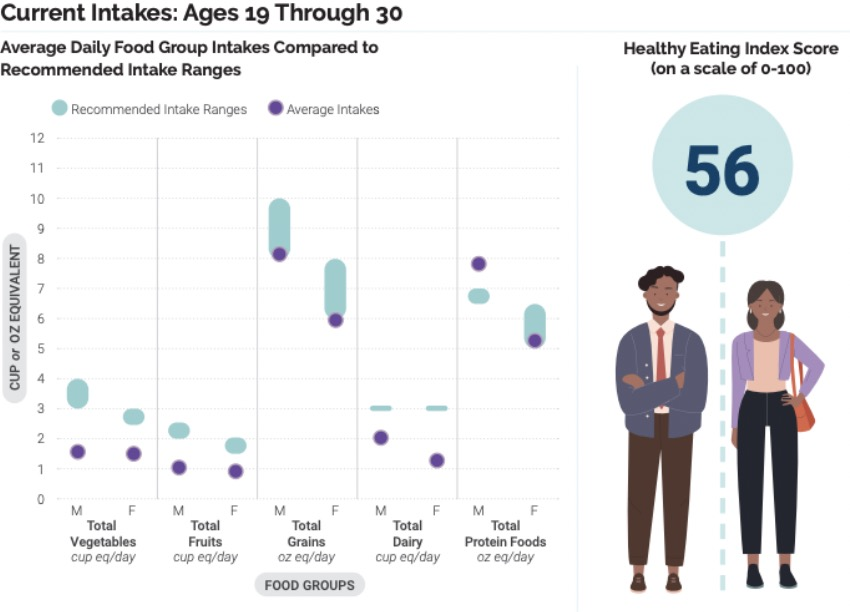 Current Intakes: Ages 19 Through 30
Average Daily Food Group Intakes Compared to
Recommended Intake Ranges
Recommended Intake Ranges
Average Intakes
12
11
10
9
8
7
6
5
4
3
2
1
0
CUP or OZ EQUIVALENT
M F M F M F M F M F
Total
Vegetables
cup eq/day
Total
Fruits
cup eq/day
Total
Grains
oz eq/day
Total
Dairy
cup eq/day
Total
Protein Foods
oz eq/day
FOOD GROUPS
Healthy Eating Index Score
(on a scale of 0-100)
56